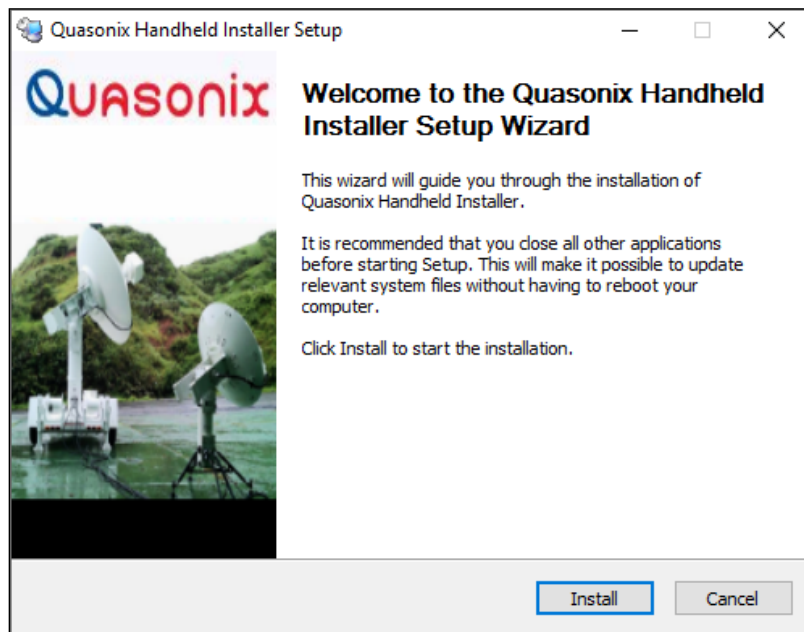 Quasonix Handheld Installer Setup
Quasonix
Welcome to the Quasonix Handheld
Installer Setup Wizard
This wizard will guide you through the installation of
Quasonix Handheld Installer.
It is recommended that you close all other applications
before starting Setup. This will make it possible to update
relevant system files without having to reboot your
computer.
Click Install to start the installation.
Install
Cancel